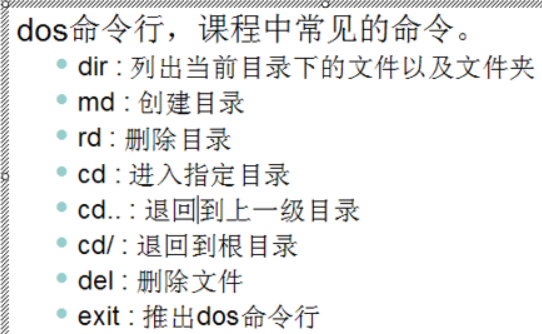 dos命令行，课程中常见的命令。
dir : 列出当前目录下的文件以及文件夹
md : 创建目录
rd : 删除目录
cd : 进入指定目录
cd.. : 退回到上一级目录
cd/ : 退回到根目录
del : 删除文件
exit : 推出dos命令行